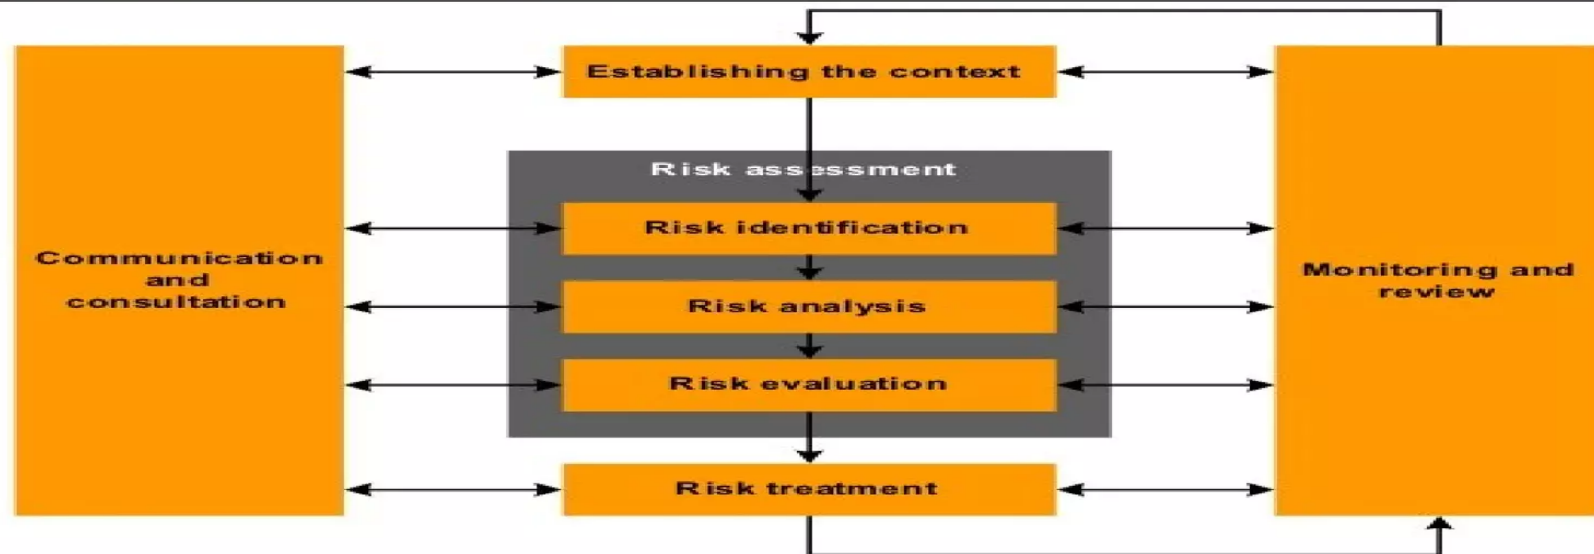 Establishing the context
Risk assessment
Risk identification
Communication
and
consultation
Risk analysis
Monitoring and
review
Risk evaluation
Risk treatment